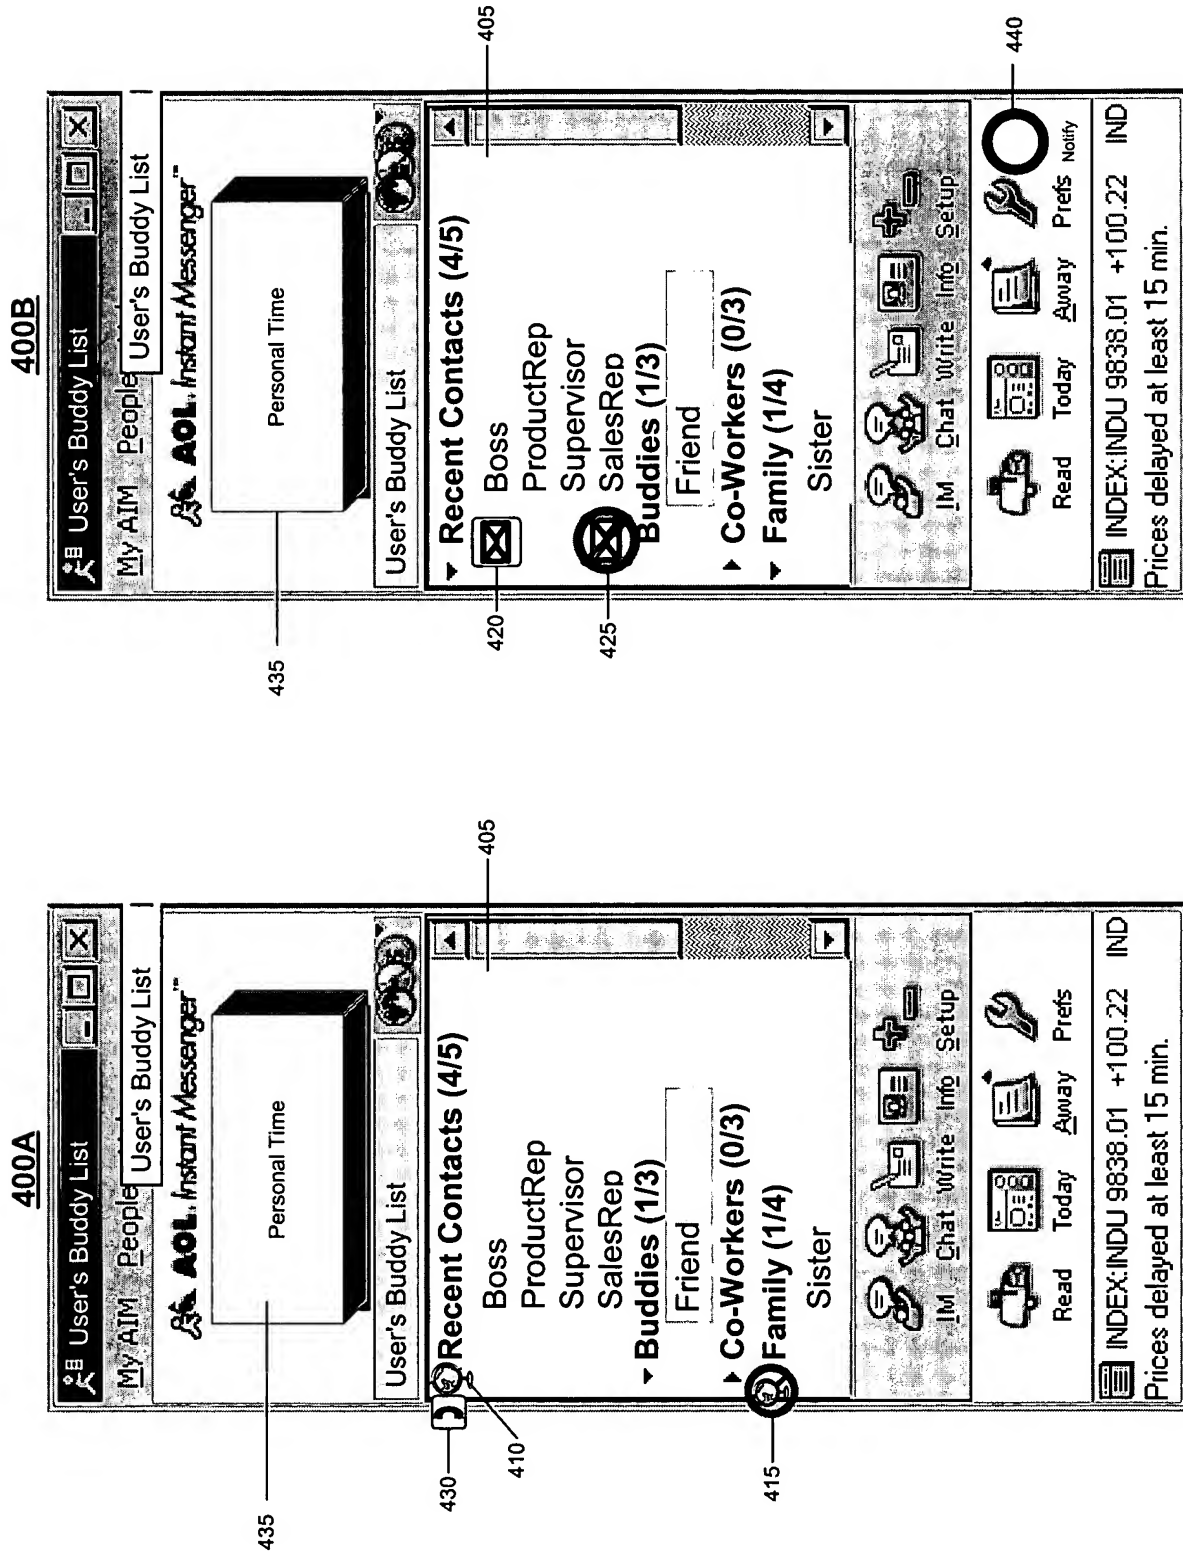 400A
User's Buddy List
My AIM People
User's Buddy List
AOL Instant Messenger™
Personal Time
435
User's Buddy List
405
430
410
Recent Contacts (4/5)
Boss
ProductRep
Supervisor
SalesRep
Buddies (1/3)
Friend
Co-Workers (0/3)
Family (1/4)
415
Sister
IM Chat Write Info Setup
Read Today Away Prefs
INDEX:INDU 9838.01 +100.22 IND
Prices delayed at least 15 min.
400B
User's Buddy List
My AIM People
User's Buddy List
AOL Instant Messenger™
Personal Time
435
User's Buddy List
405
Recent Contacts (4/5)
420
Boss
ProductRep
Supervisor
425
SalesRep
Buddies (1/3)
Friend
Co-Workers (0/3)
Family (1/4)
Sister
IM Chat Write Info Setup
Read Today Away Prefs Notify
440
INDEX:INDU 9838.01 +100.22 IND
Prices delayed at least 15 min.